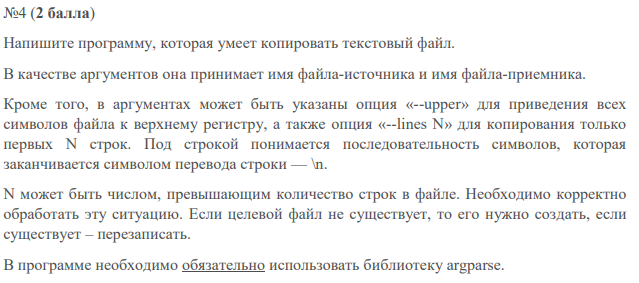 №4 (2 балла)
Напишите программу, которая умеет копировать текстовый файл.
В качестве аргументов она принимает имя файла-источника и имя файла-приемника.
Кроме того, в аргументах может быть указаны опция «--upper» для приведения всех
символов файла к верхнему регистру, а также опция «--lines N» для копирования только
первых N строк. Под строкой понимается последовательность символов, которая
заканчивается символом перевода строки — \n.
N может быть числом, превышающим количество строк в файле. Необходимо корректно
обработать эту ситуацию. Если целевой файл не существует, то его нужно создать, если
существует – перезаписать.
В программе необходимо обязательно использовать библиотеку argparse.